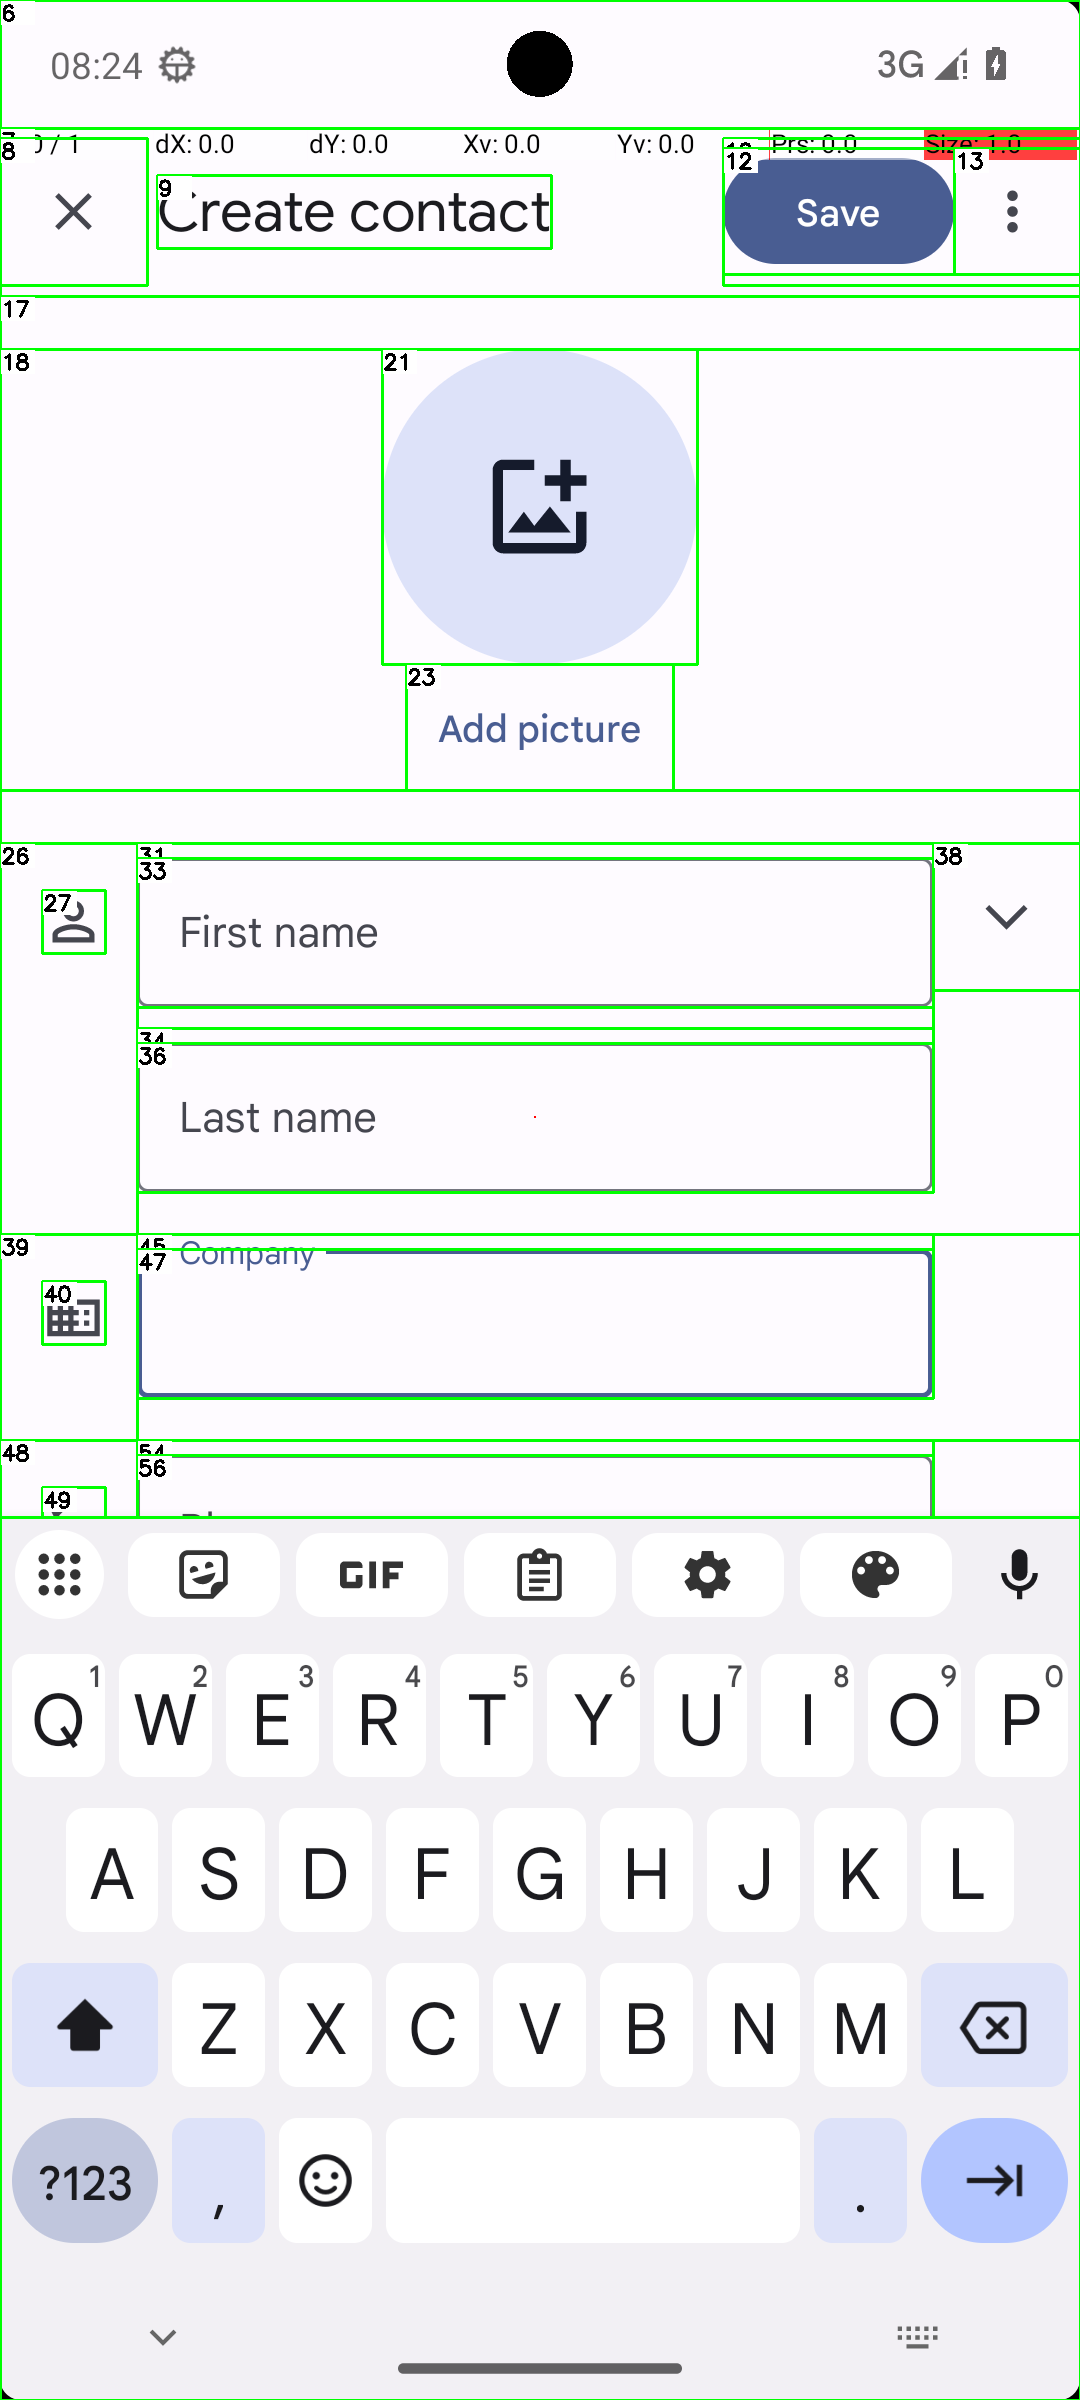 6
08:24 3G
7 0 / 1 dX: 0.0 dY: 0.0 Xv: 0.0 Yv: 0.0 Prs: 0.0 Size: 1.0
8 9 Create contact 12 Save 13
17
18 21
23
Add picture
26 31 33 38
27
First name
34
36
Last name
39 45 Company
47
40
48 54
56
49
GIF
Q 1 W 2 E 3 R 4 T 5 Y 6 U 7 I 8 O 9 P 0
A S D F G H J K L
Z X C V B N M
?123 , .